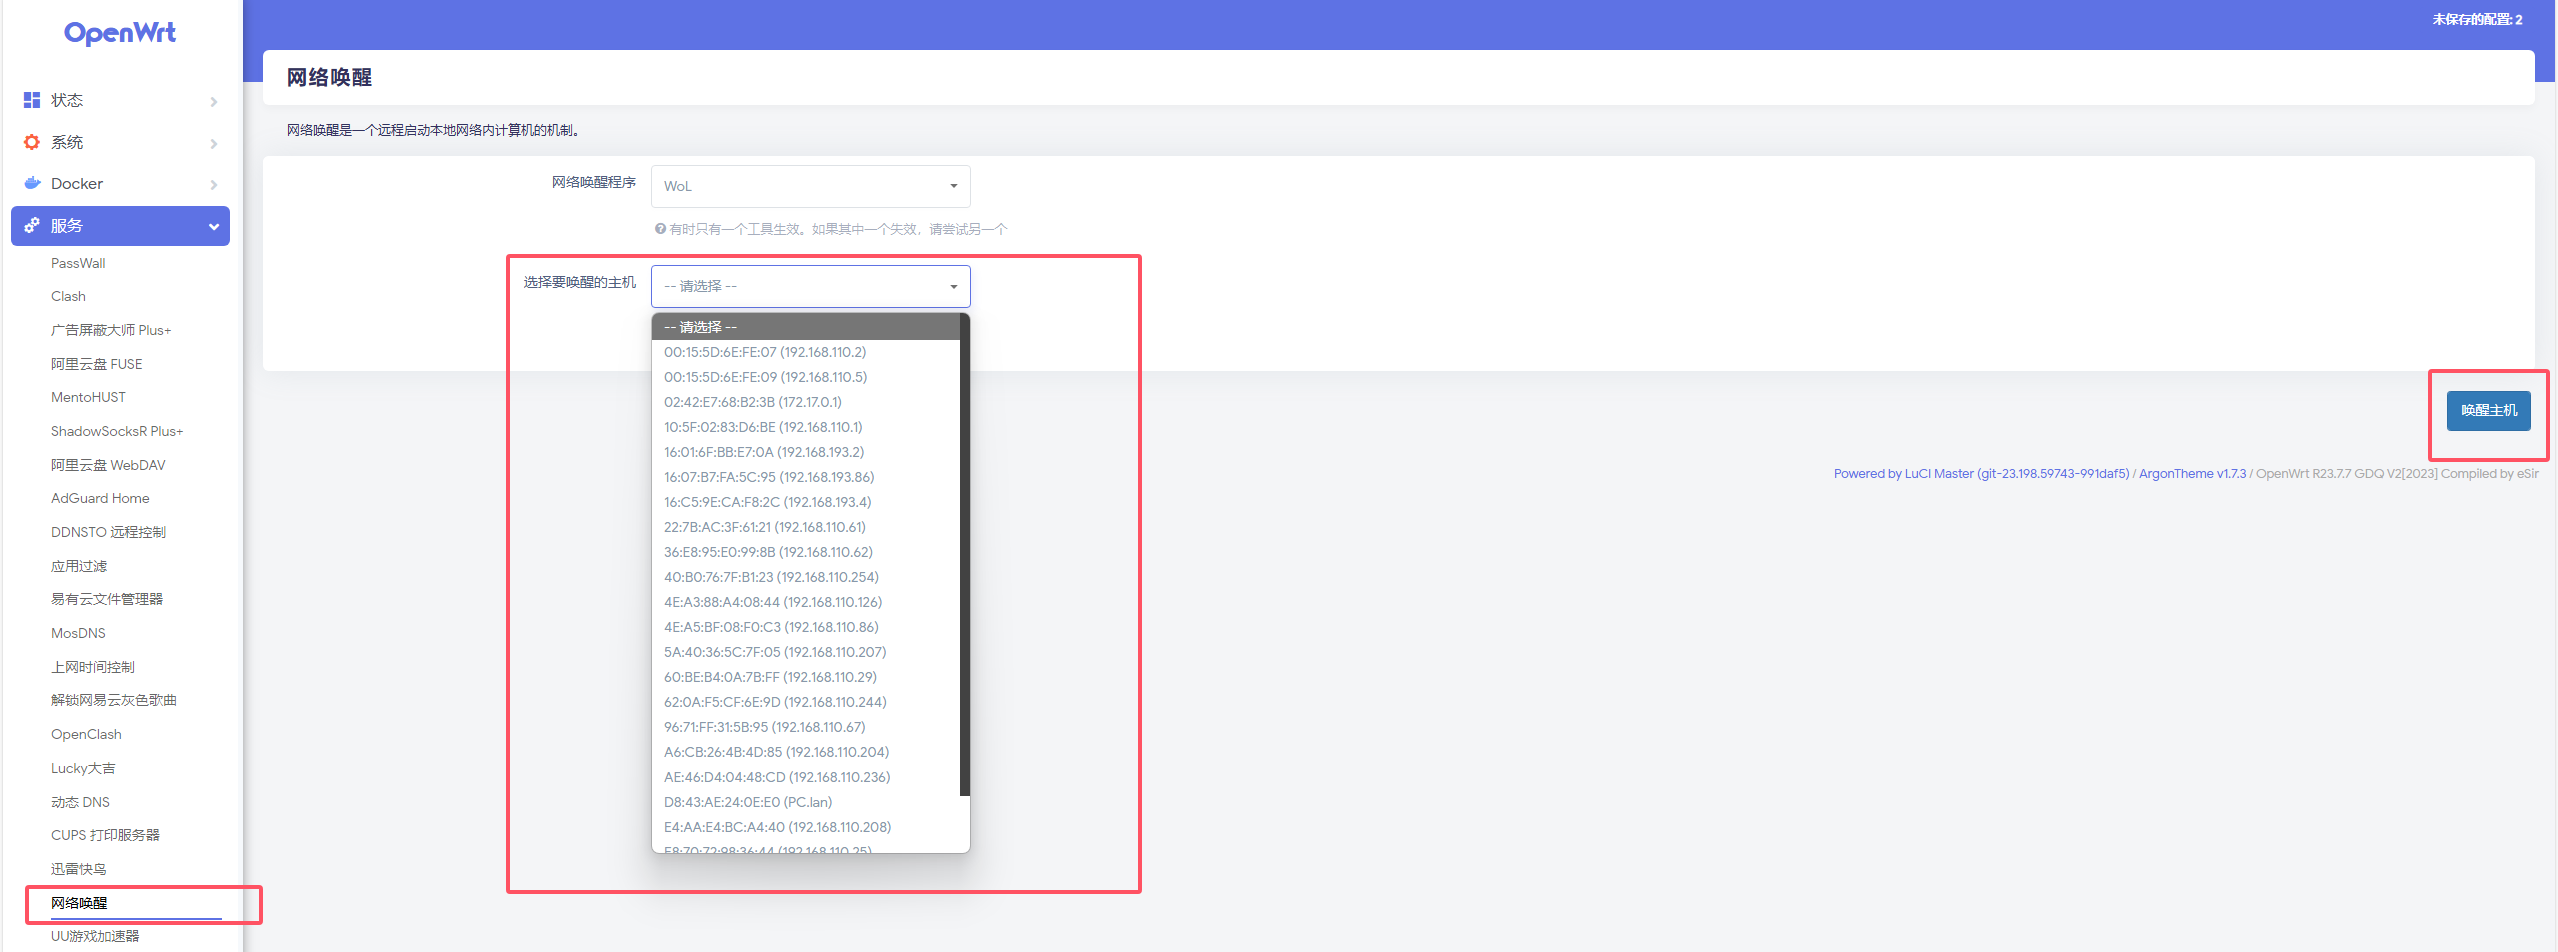 OpenWrt
未保存的配置: 2
状态
系统
Docker
服务
PassWall
Clash
广告屏蔽大师 Plus+
阿里云盘 FUSE
MentoHUST
ShadowSocksR Plus+
阿里云盘 WebDAV
AdGuard Home
DDNSTO 远程控制
应用过滤
易有云文件管理器
MosDNS
上网时间控制
解锁网易云灰色歌曲
OpenClash
Lucky大吉
动态 DNS
CUPS 打印服务器
迅雷快鸟
网络唤醒
UU游戏加速器
网络唤醒
网络唤醒是一个远程启动本地网络内计算机的机制。
网络唤醒程序
WoL
有时只有一个工具生效。如果其中一个失效，请尝试另一个
选择要唤醒的主机
-- 请选择 --
-- 请选择 --
00:15:5D:6E:FE:07 (192.168.110.2)
00:15:5D:6E:FE:09 (192.168.110.5)
02:42:E7:68:B2:3B (172.17.0.1)
10:5F:02:83:D6:BE (192.168.110.1)
16:01:6F:BB:E7:0A (192.168.193.2)
16:07:B7:FA:5C:95 (192.168.193.86)
16:C5:9E:CA:F8:2C (192.168.193.4)
22:7B:AC:3F:61:21 (192.168.110.61)
36:E8:95:E0:99:8B (192.168.110.62)
40:B0:76:7F:B1:23 (192.168.110.254)
4E:A3:88:A4:08:44 (192.168.110.126)
4E:A5:BF:08:F0:C3 (192.168.110.86)
5A:40:36:5C:7F:05 (192.168.110.207)
60:BE:B4:0A:7B:FF (192.168.110.29)
62:0A:F5:CF:6E:9D (192.168.110.244)
96:71:FF:31:5B:95 (192.168.110.67)
A6:CB:26:4B:4D:85 (192.168.110.204)
AE:46:D4:04:48:CD (192.168.110.236)
D8:43:AE:24:0E:E0 (PC.lan)
E4:AA:E4:BC:A4:40 (192.168.110.208)
唤醒主机
Powered by LuCI Master (git-23.198.59743-991daf5) / ArgonTheme v1.7.3 / OpenWrt R23.7.7 GDQ V2[2023] Compiled by eSir